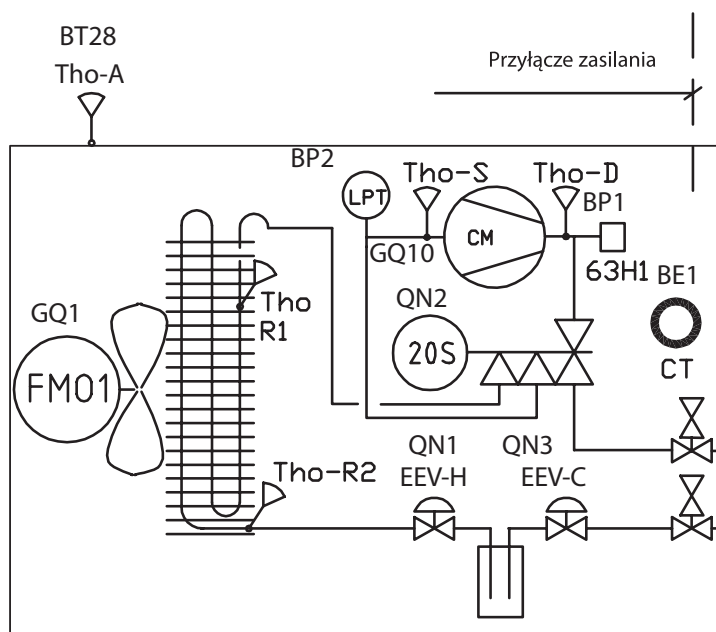 BT28
Tho-A
Przyłącze zasilania
BP2
LPT
Tho-S
Tho-D
BP1
CM
GQ10
63H1
BE1
CT
GQ1
FM01
Tho
R1
QN2
20S
Tho-R2
QN1
EEV-H
QN3
EEV-C